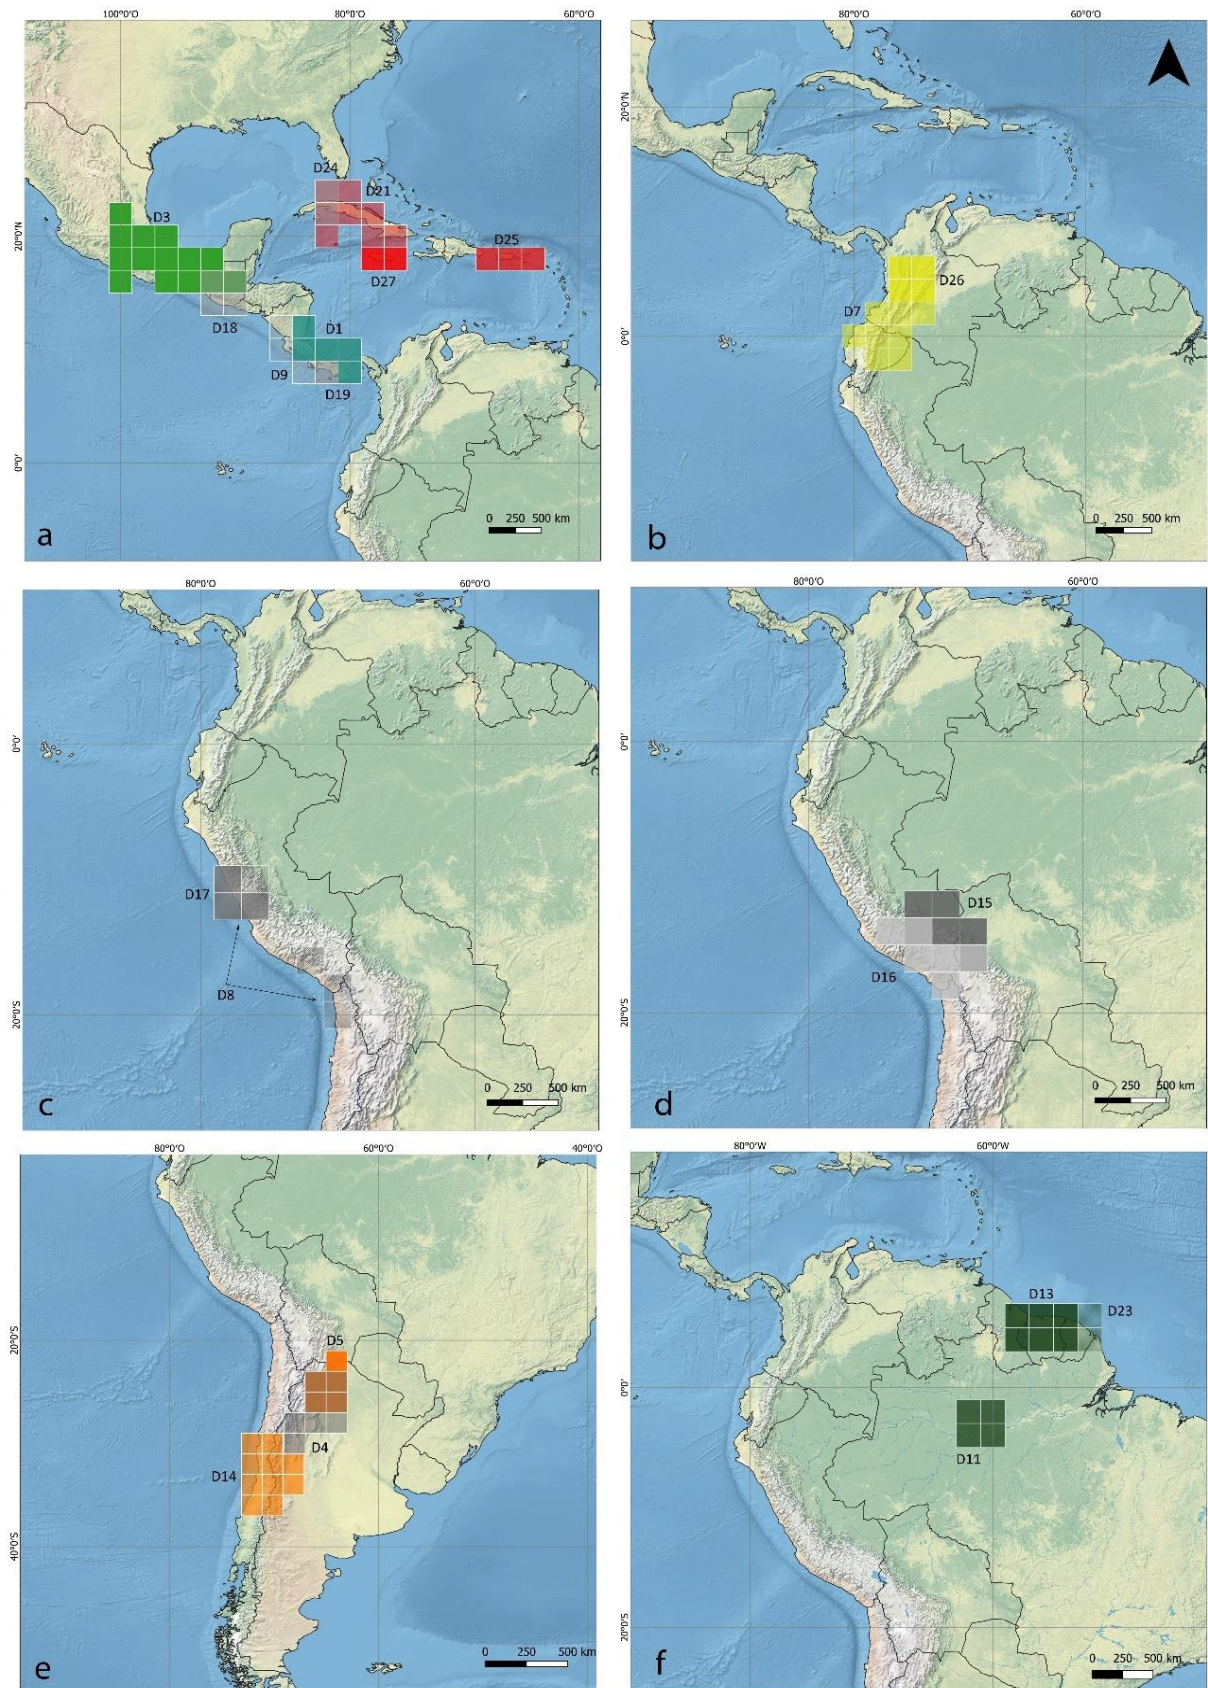 100°0'O 80°0'O 60°0'O
20°0'N
0°0'
D24
D21
D3
D25
D27
D18
D1
D9
D19
0 250 500 km
a
80°0'O 60°0'O
20°0'N
0°0'
D26
D7
0 250 500 km
b
80°0'O 60°0'O
0°0'
20°0'S
D17
D8
0 250 500 km
c
80°0'O 60°0'O
0°0'
20°0'S
D15
D16
0 250 500 km
d
80°0'O 60°0'O 40°0'O
20°0'S
40°0'S
D5
D4
D14
0 250 500 km
e
80°0'W 60°0'W
0°0'
20°0'S
D13
D23
D11
0 250 500 km
f